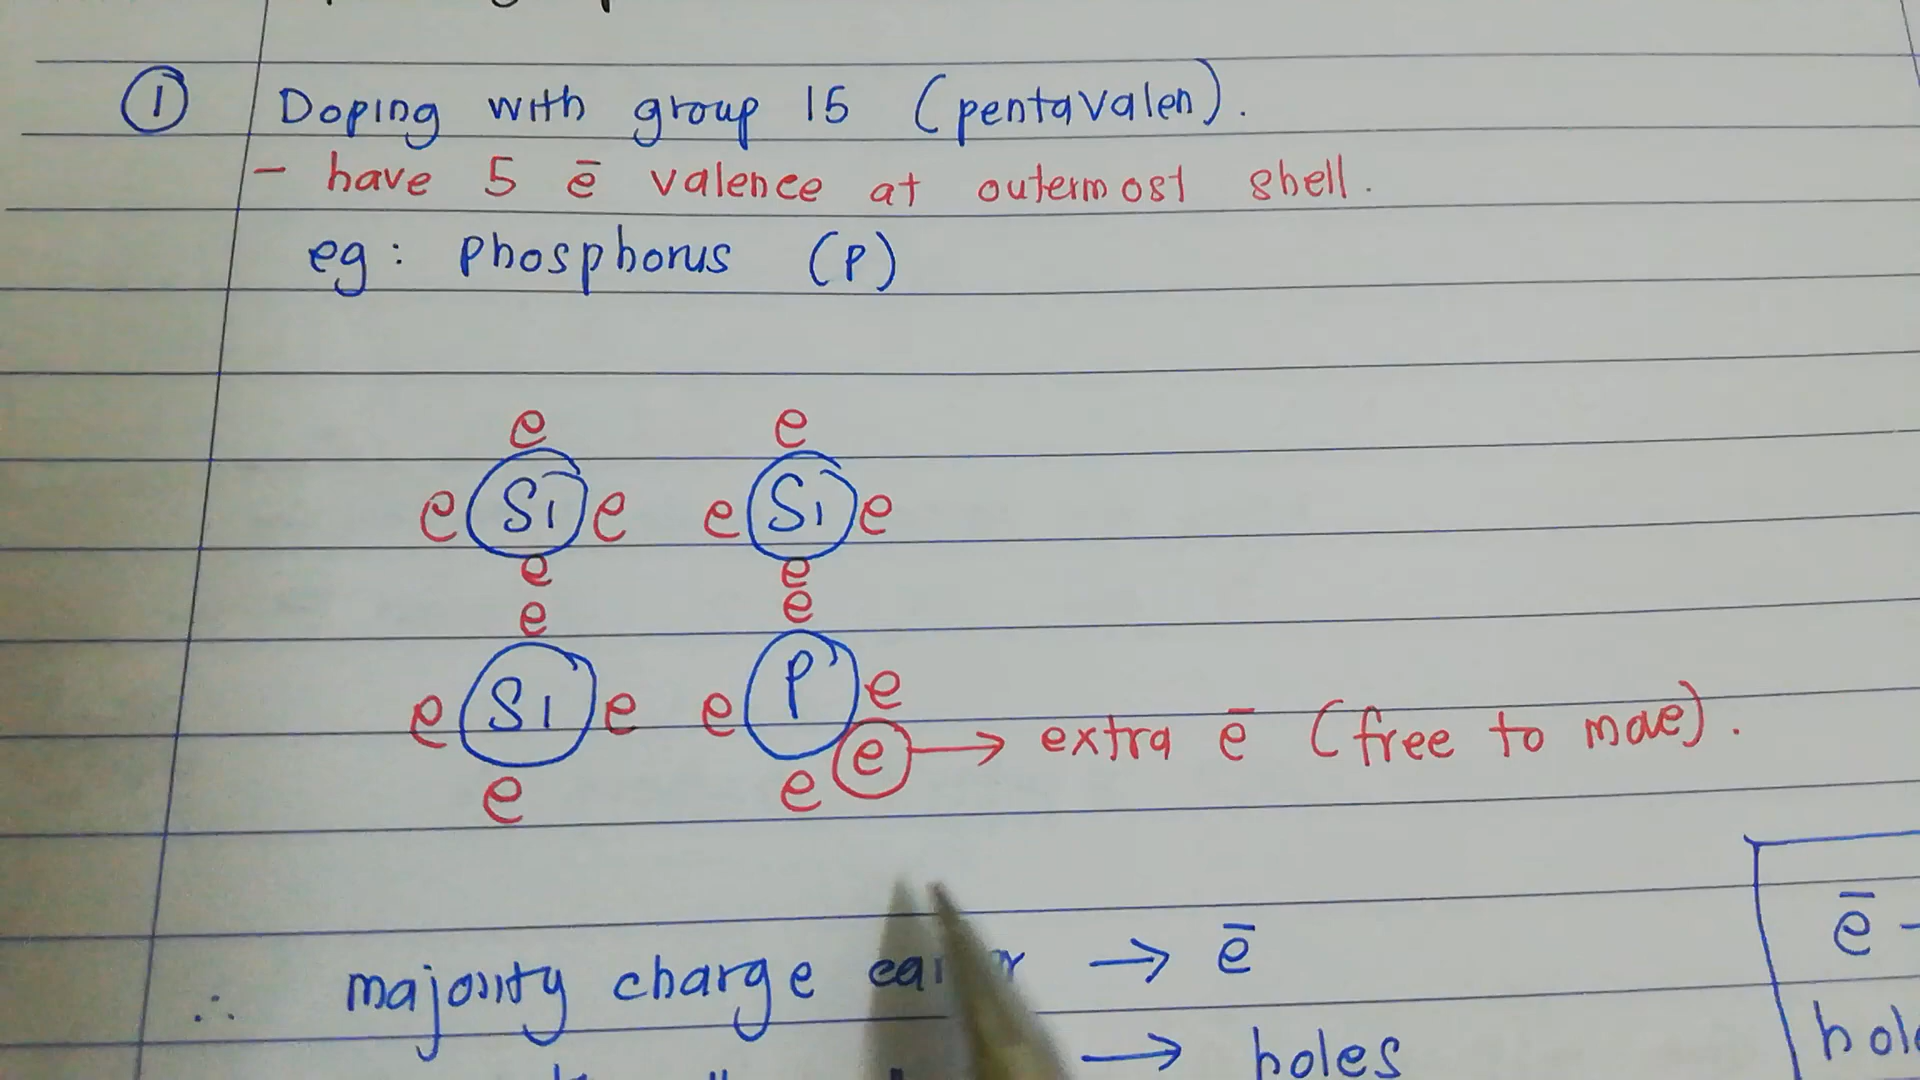 ① Doping with group 15 (pentavalen).
- have 5 ē valence at outermost shell.
eg : Phosphorus (P)
e e
e Si e e Si e
e e
e e
e Si e e P e
e → extra ē (free to move).
e e
∴ majority charge → ē
ē -
→ holes